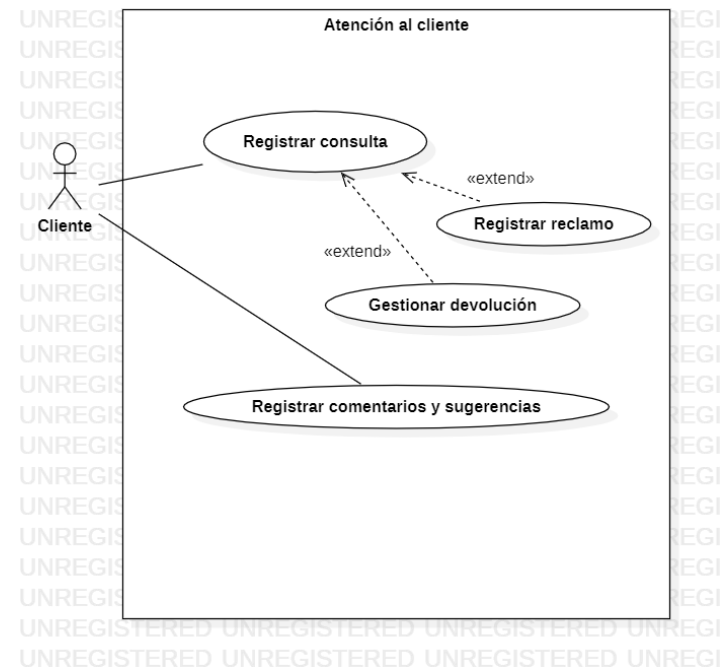 Atención al cliente
Registrar consulta
«extend»
Registrar reclamo
Cliente
«extend»
Gestionar devolución
Registrar comentarios y sugerencias
UNREGISTERED UNREGISTERED UNREGISTERED
UNREGISTERED UNREGISTERED UNREGISTERED